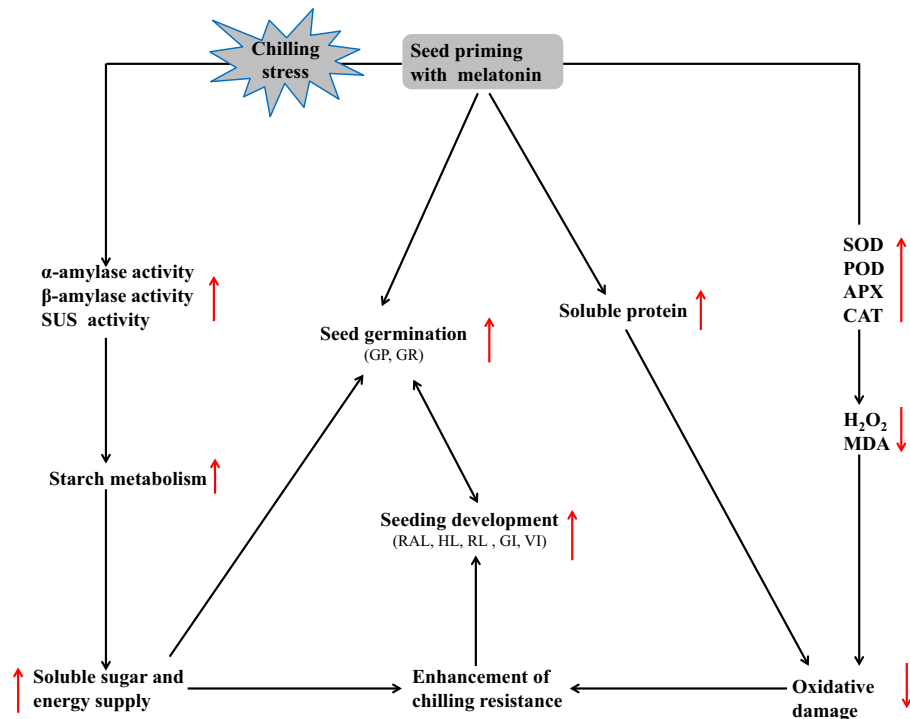 Chilling
stress
Seed priming
with melatonin
α-amylase activity
β-amylase activity
SUS activity
SOD
POD
APX
CAT
Seed germination
(GP, GR)
Soluble protein
H₂O₂
MDA
Starch metabolism
Seeding development
(RAL, HL, RL , GI, VI)
Soluble sugar and
energy supply
Enhancement of
chilling resistance
Oxidative
damage